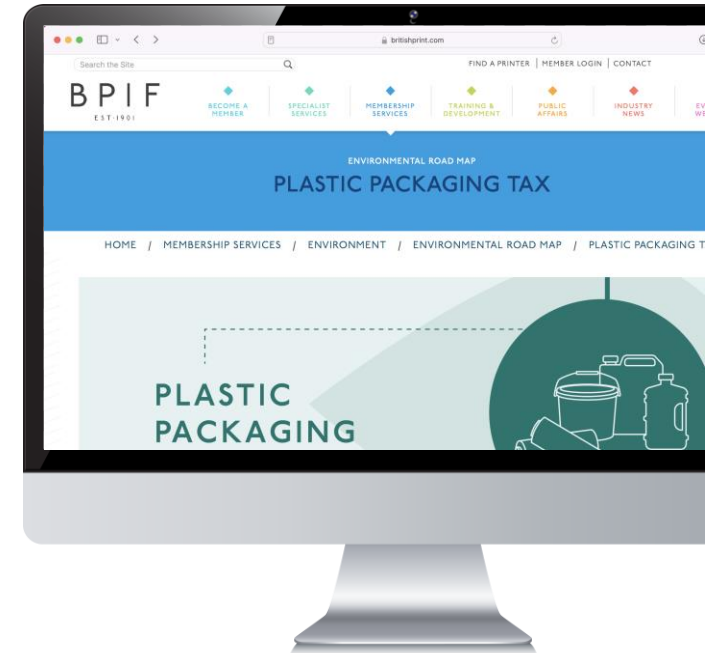 britishprint.com
Search the Site
FIND A PRINTER | MEMBER LOGIN | CONTACT
BPIF
EST·1901
BECOME A
MEMBER
SPECIALIST
SERVICES
MEMBERSHIP
SERVICES
TRAINING &
DEVELOPMENT
PUBLIC
AFFAIRS
INDUSTRY
NEWS
ENVIRONMENTAL ROAD MAP
PLASTIC PACKAGING TAX
HOME / MEMBERSHIP SERVICES / ENVIRONMENT / ENVIRONMENTAL ROAD MAP / PLASTIC PACKAGING T
PLASTIC
PACKAGING